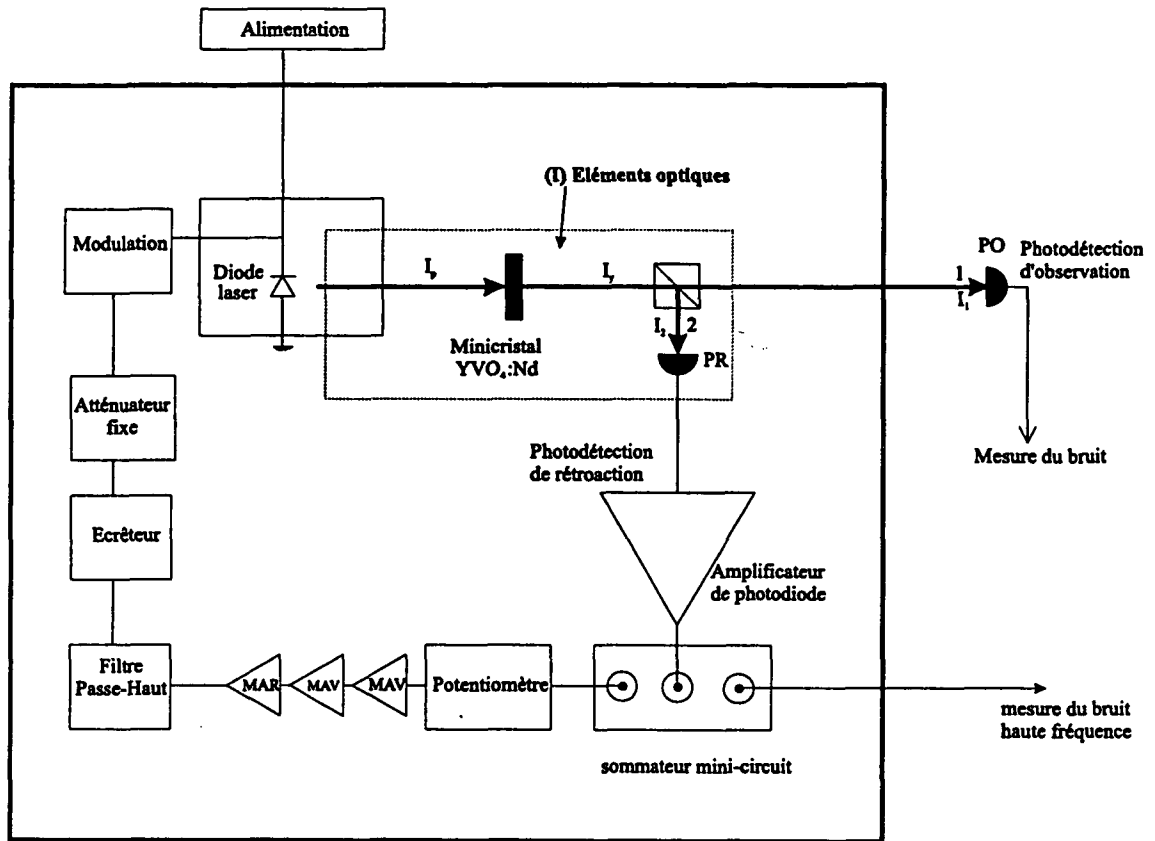 Alimentation
(I) Eléments optiques
Modulation
Diode
laser
I_p
I_γ
PO
Photodétection
d'observation
1
I_1
I_2
2
PR
Minicristal
YVO₄:Nd
Atténuateur
fixe
Photodétection
de rétroaction
Mesure du bruit
Ecrêteur
Amplificateur
de photodiode
Filtre
Passe-Haut
MAR
MAV
MAV
Potentiomètre
mesure du bruit
haute fréquence
sommateur mini-circuit